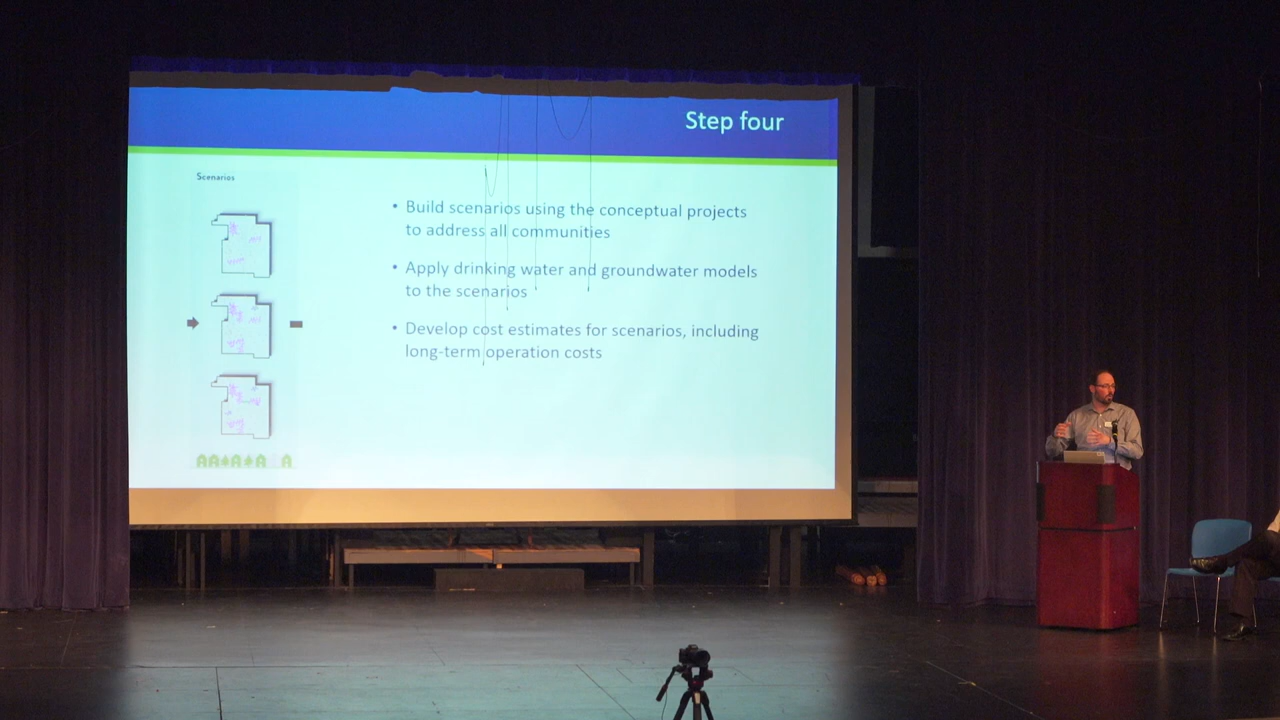 Step four
Scenarios
• Build scenarios using the conceptual projects
to address all communities
• Apply drinking water and groundwater models
to the scenarios
• Develop cost estimates for scenarios, including
long-term operation costs